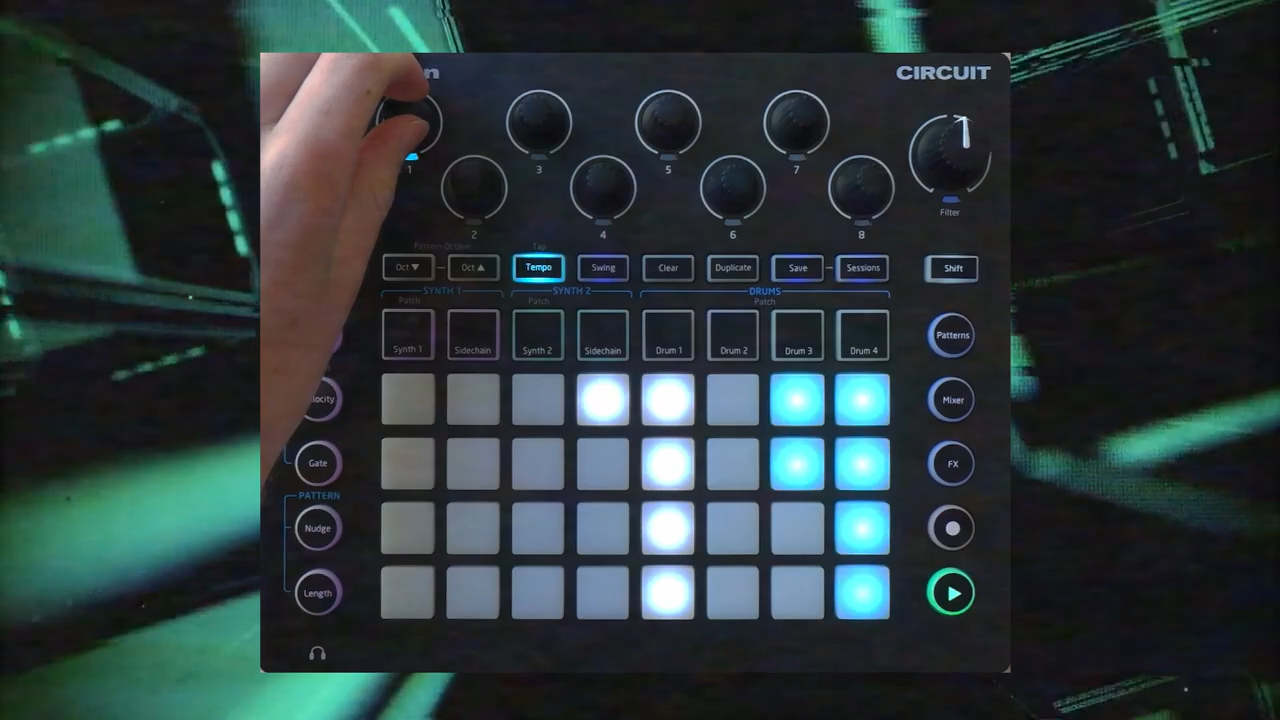 n CIRCUIT
1 3 5 7
2 4 6 8 Filter
Pattern Octave Tap
Oct ▼ Oct ▲ Tempo Swing Clear Duplicate Save Sessions Shift
SYNTH 1 SYNTH 2 DRUMS
Patch Patch Patch
Synth 1 Sidechain Synth 2 Sidechain Drum 1 Drum 2 Drum 3 Drum 4 Patterns
locity Mixer
Gate FX
PATTERN
Nudge
Length